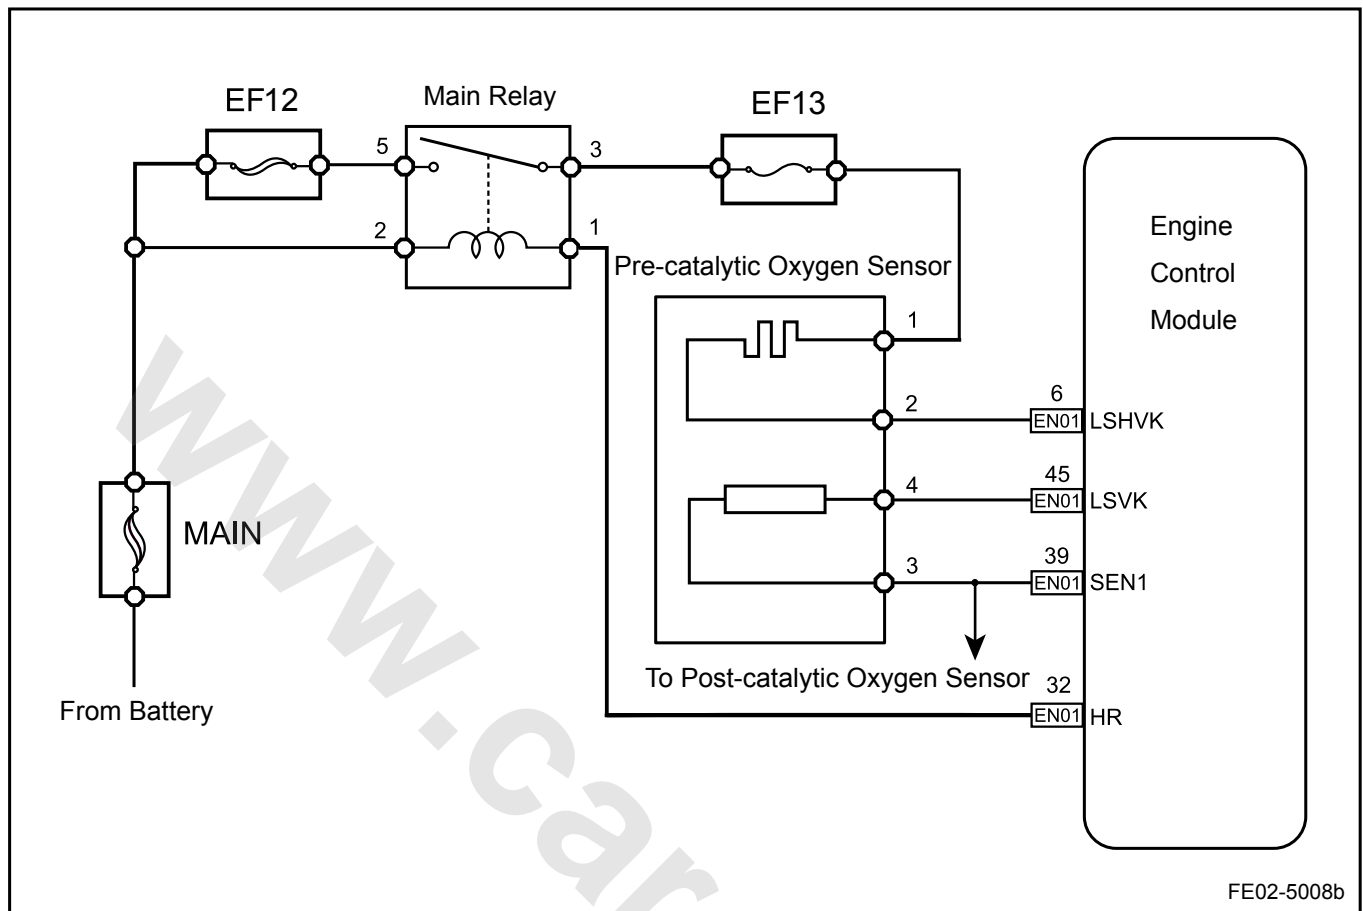 EF12
Main Relay
EF13
5
3
2
1
Pre-catalytic Oxygen Sensor
1
2
4
3
To Post-catalytic Oxygen Sensor
MAIN
From Battery
Engine
Control
Module
6
EN01 LSHVK
45
EN01 LSVK
39
EN01 SEN1
32
EN01 HR
www.car
FE02-5008b